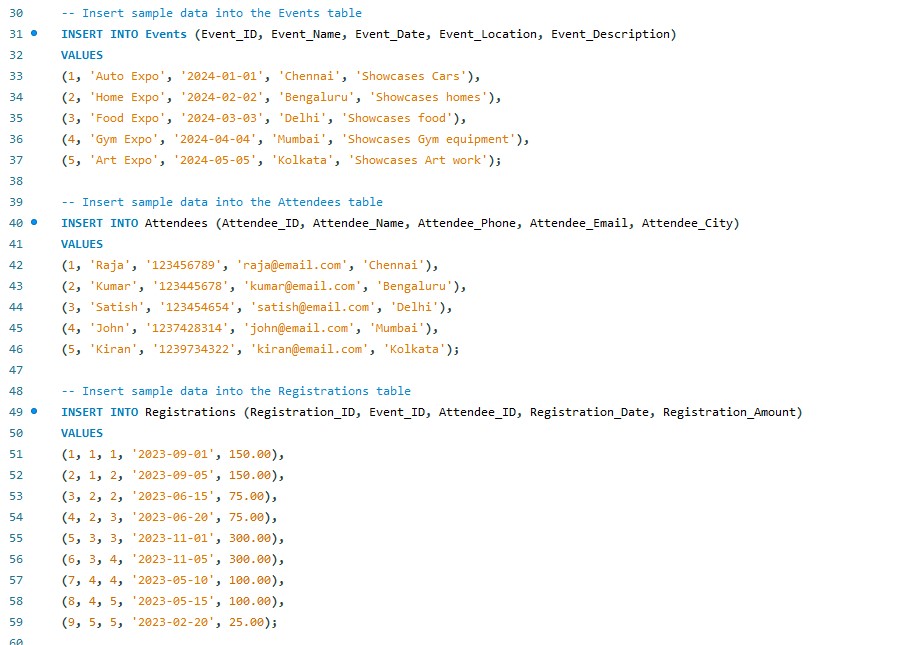 30 -- Insert sample data into the Events table
31 INSERT INTO Events (Event_ID, Event_Name, Event_Date, Event_Location, Event_Description)
32 VALUES
33 (1, 'Auto Expo', '2024-01-01', 'Chennai', 'Showcases Cars'),
34 (2, 'Home Expo', '2024-02-02', 'Bengaluru', 'Showcases homes'),
35 (3, 'Food Expo', '2024-03-03', 'Delhi', 'Showcases food'),
36 (4, 'Gym Expo', '2024-04-04', 'Mumbai', 'Showcases Gym equipment'),
37 (5, 'Art Expo', '2024-05-05', 'Kolkata', 'Showcases Art work');
38
39 -- Insert sample data into the Attendees table
40 INSERT INTO Attendees (Attendee_ID, Attendee_Name, Attendee_Phone, Attendee_Email, Attendee_City)
41 VALUES
42 (1, 'Raja', '123456789', 'raja@email.com', 'Chennai'),
43 (2, 'Kumar', '123445678', 'kumar@email.com', 'Bengaluru'),
44 (3, 'Satish', '123454654', 'satish@email.com', 'Delhi'),
45 (4, 'John', '1237428314', 'john@email.com', 'Mumbai'),
46 (5, 'Kiran', '1239734322', 'kiran@email.com', 'Kolkata');
47
48 -- Insert sample data into the Registrations table
49 INSERT INTO Registrations (Registration_ID, Event_ID, Attendee_ID, Registration_Date, Registration_Amount)
50 VALUES
51 (1, 1, 1, '2023-09-01', 150.00),
52 (2, 1, 2, '2023-09-05', 150.00),
53 (3, 2, 2, '2023-06-15', 75.00),
54 (4, 2, 3, '2023-06-20', 75.00),
55 (5, 3, 3, '2023-11-01', 300.00),
56 (6, 3, 4, '2023-11-05', 300.00),
57 (7, 4, 4, '2023-05-10', 100.00),
58 (8, 4, 5, '2023-05-15', 100.00),
59 (9, 5, 5, '2023-02-20', 25.00);
60